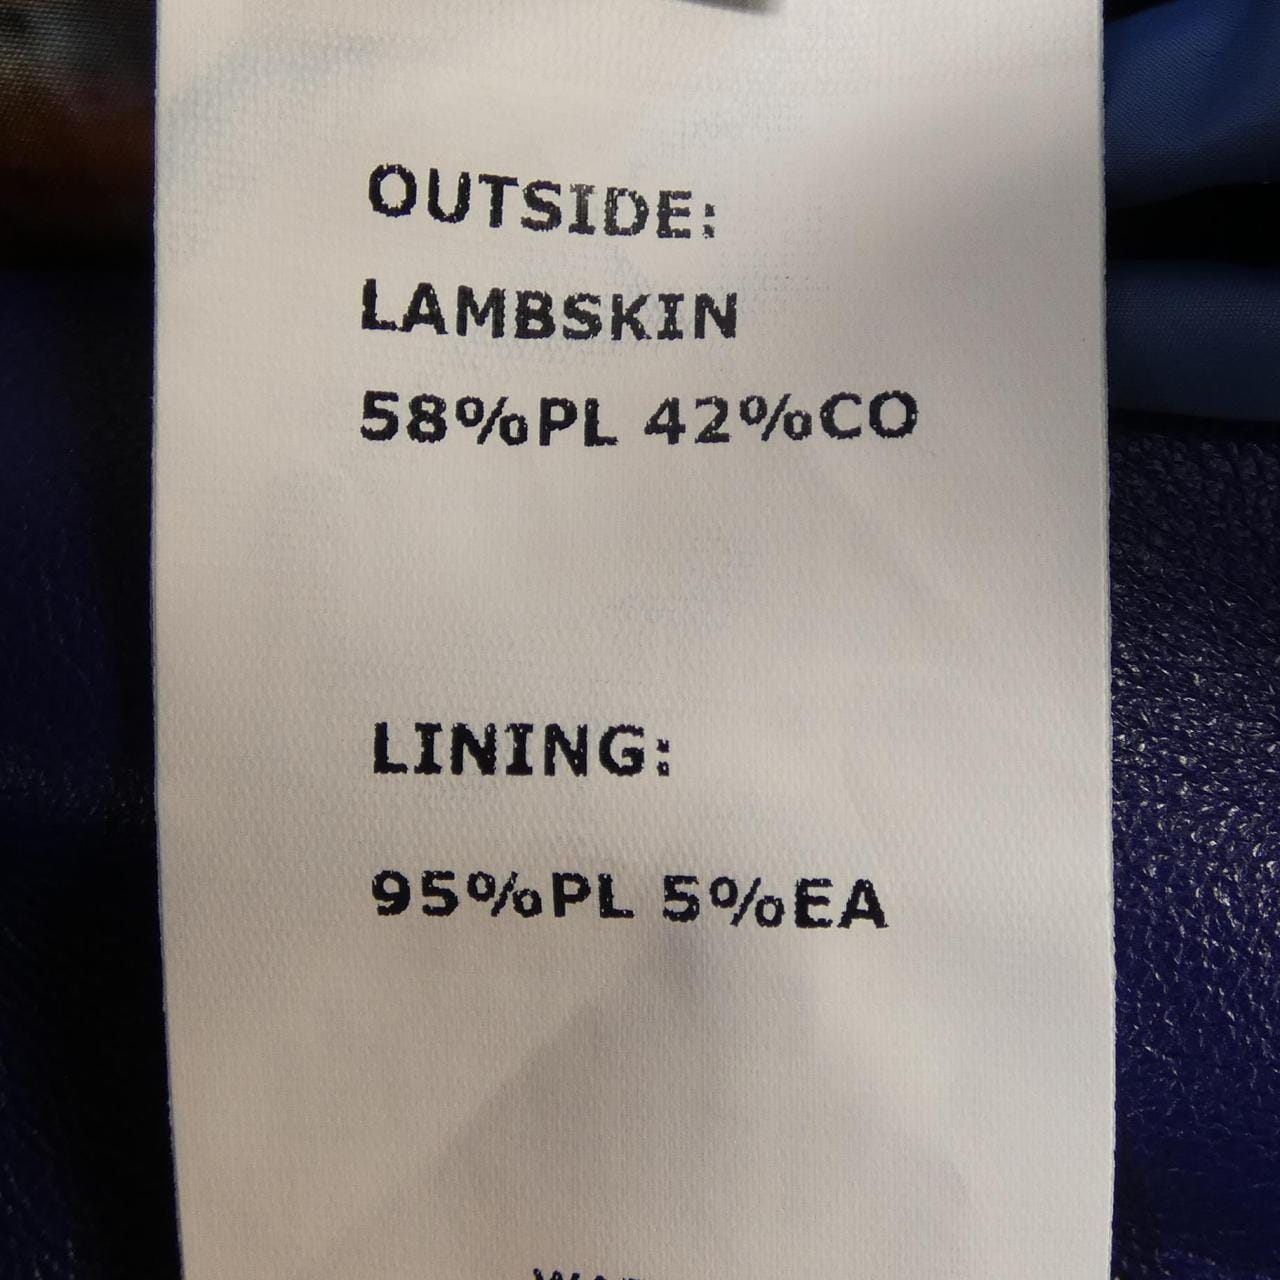 OUTSIDE:
LAMBSKIN
58%PL 42%CO
LINING:
95%PL 5%EA